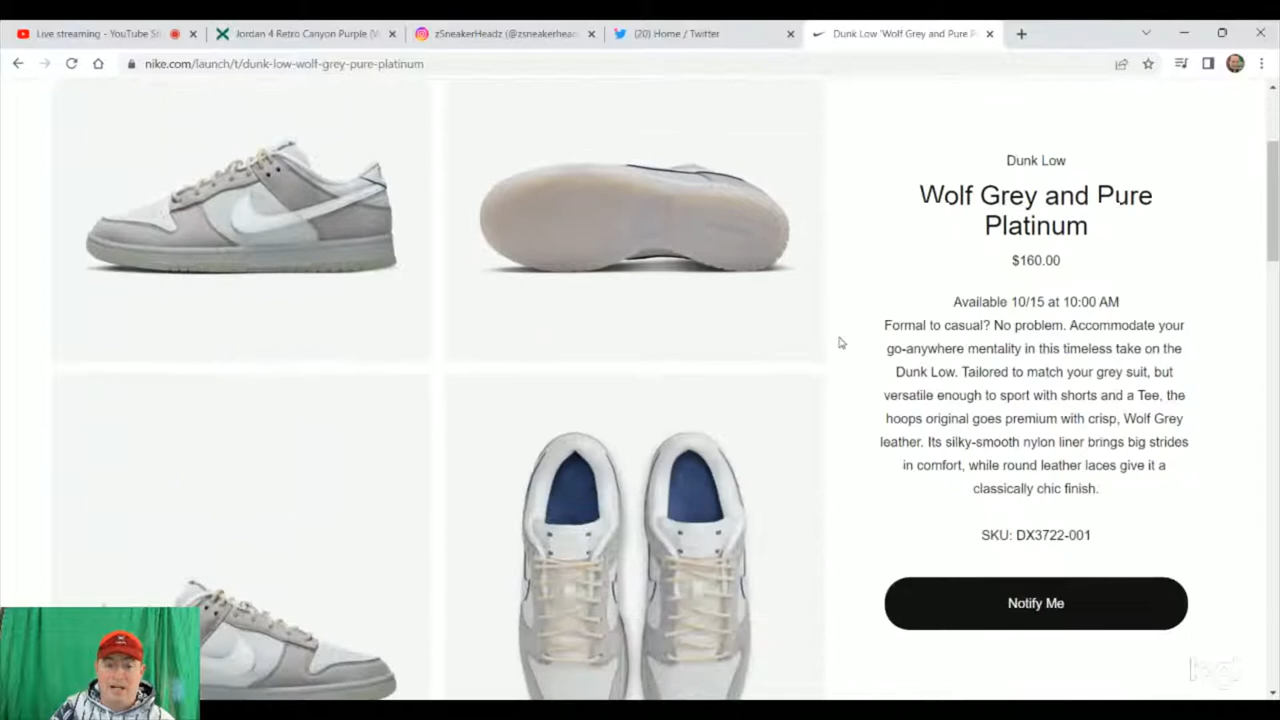 Live streaming - YouTube St
Jordan 4 Retro Canyon Purple (W
zSneakerHeadz (@zsneakerhead
(20) Home / Twitter
Dunk Low 'Wolf Grey and Pure P
nike.com/launch/t/dunk-low-wolf-grey-pure-platinum
Dunk Low
Wolf Grey and Pure
Platinum
$160.00
Available 10/15 at 10:00 AM
Formal to casual? No problem. Accommodate your
go-anywhere mentality in this timeless take on the
Dunk Low. Tailored to match your grey suit, but
versatile enough to sport with shorts and a Tee, the
hoops original goes premium with crisp, Wolf Grey
leather. Its silky-smooth nylon liner brings big strides
in comfort, while round leather laces give it a
classically chic finish.
SKU: DX3722-001
Notify Me
logi